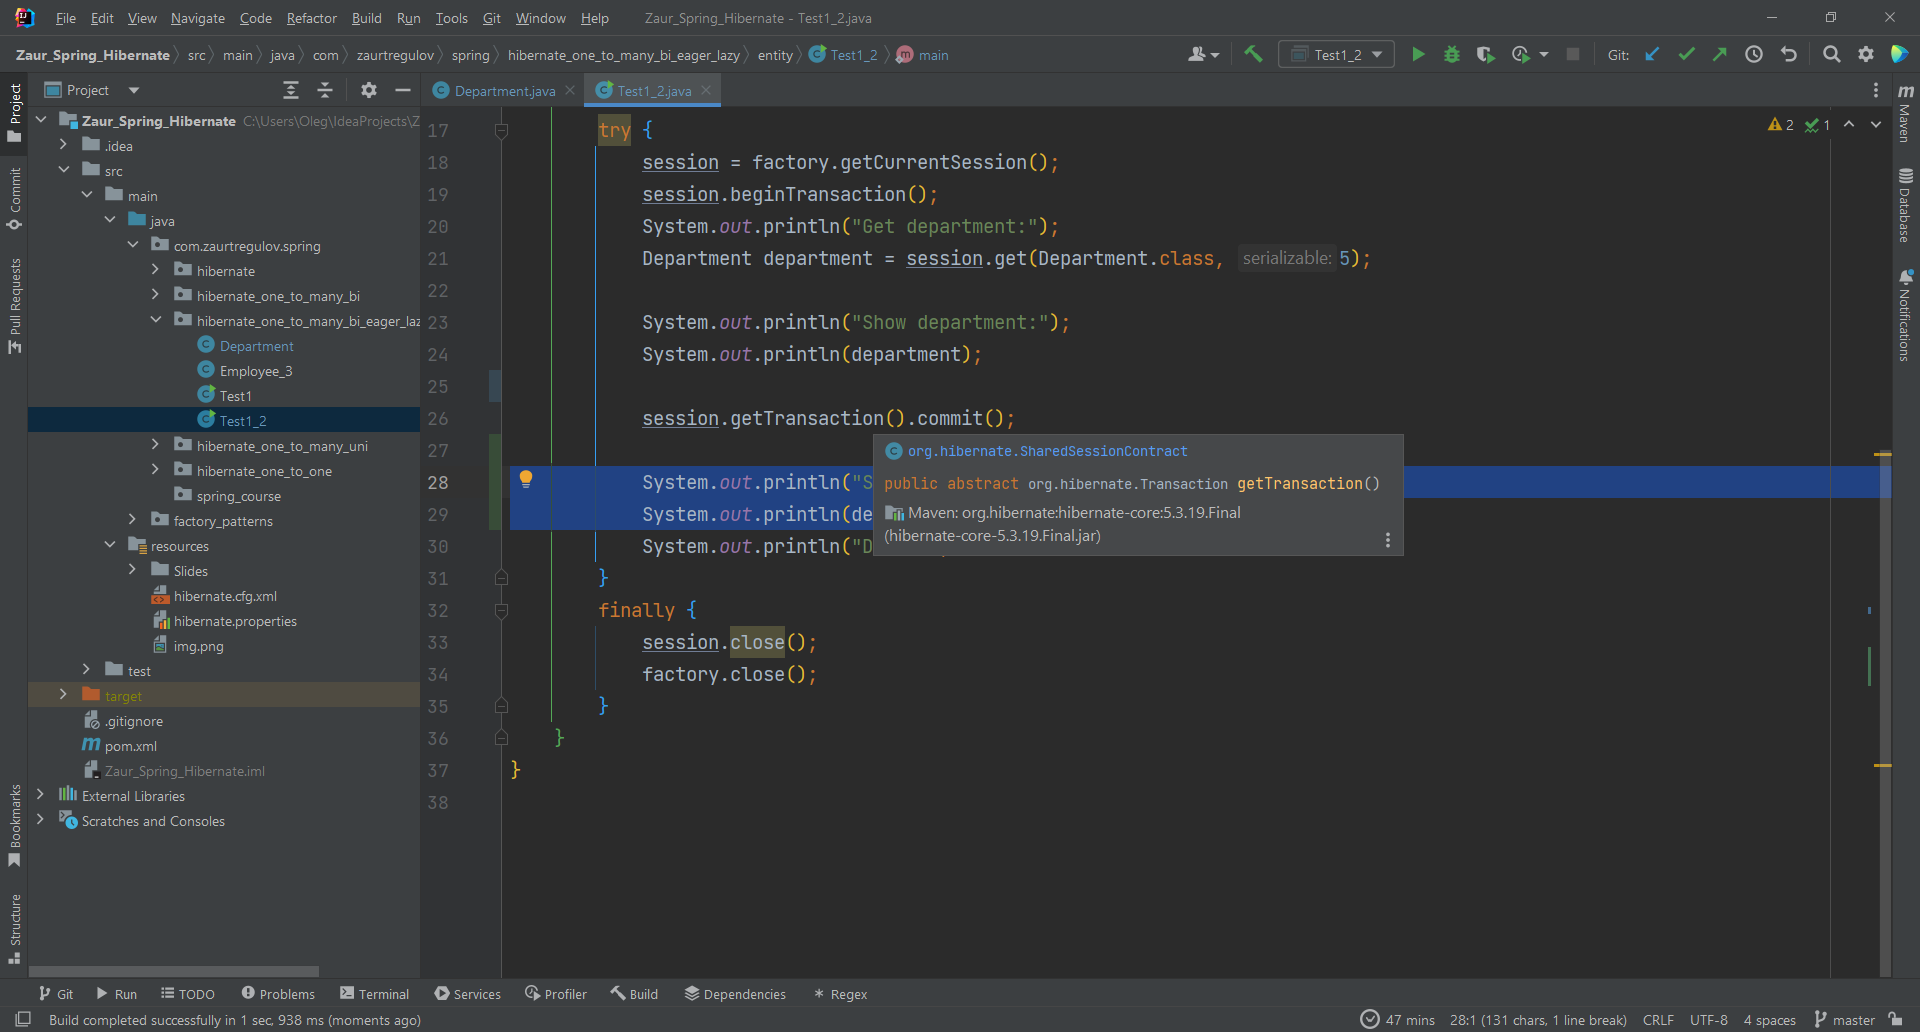 File Edit View Navigate Code Refactor Build Run Tools Git Window Help Zaur_Spring_Hibernate - Test1_2.java
Zaur_Spring_Hibernate src main java com zaurtregulov spring hibernate_one_to_many_bi_eager_lazy entity Test1_2 main Test1_2 Git:
Project
Commit
Pull Requests
Bookmarks
Structure
Project
Zaur_Spring_Hibernate C:\Users\Oleg\IdeaProjects\Z
.idea
src
main
java
com.zaurtregulov.spring
hibernate
hibernate_one_to_many_bi
hibernate_one_to_many_bi_eager_laz
Department
Employee_3
Test1
Test1_2
hibernate_one_to_many_uni
hibernate_one_to_one
spring_course
factory_patterns
resources
Slides
hibernate.cfg.xml
hibernate.properties
img.png
test
target
.gitignore
pom.xml
Zaur_Spring_Hibernate.iml
External Libraries
Scratches and Consoles
Department.java Test1_2.java
2 1
17 try {
18 session = factory.getCurrentSession();
19 session.beginTransaction();
20 System.out.println("Get department:");
21 Department department = session.get(Department.class, serializable: 5);
22
23 System.out.println("Show department:");
24 System.out.println(department);
25
26 session.getTransaction().commit();
27
28 System.out.println("S
29 System.out.println(de
30 System.out.println("D
31 }
32 finally {
33 session.close();
34 factory.close();
35 }
36 }
37 }
38
org.hibernate.SharedSessionContract
public abstract org.hibernate.Transaction getTransaction()
Maven: org.hibernate:hibernate-core:5.3.19.Final
(hibernate-core-5.3.19.Final.jar)
Maven
Database
Notifications
Git Run TODO Problems Terminal Services Profiler Build Dependencies Regex
Build completed successfully in 1 sec, 938 ms (moments ago) 47 mins 28:1 (131 chars, 1 line break) CRLF UTF-8 4 spaces master